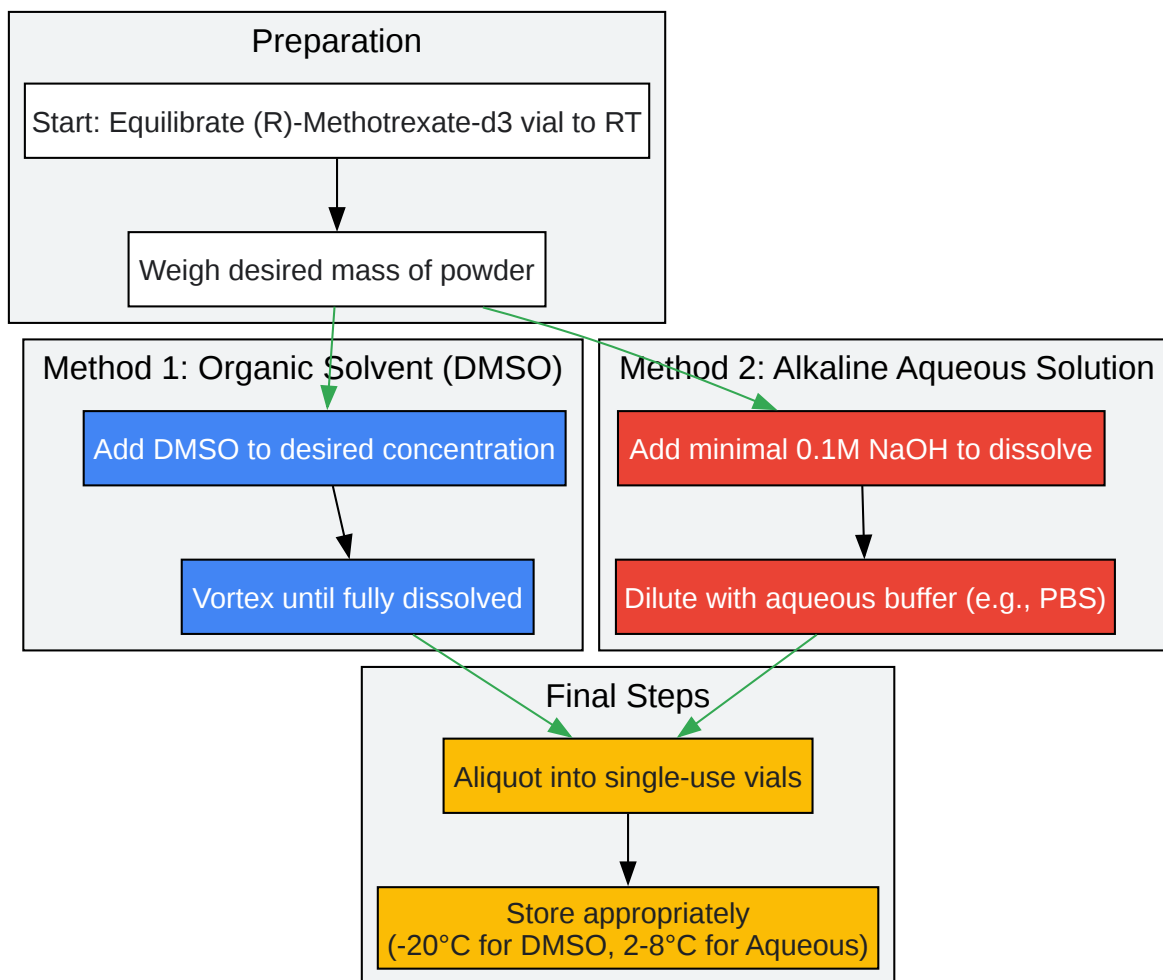 Preparation
Start: Equilibrate (R)-Methotrexate-d3 vial to RT
Weigh desired mass of powder
Method 1: Organic Solvent (DMSO)
Add DMSO to desired concentration
Vortex until fully dissolved
Method 2: Alkaline Aqueous Solution
Add minimal 0.1M NaOH to dissolve
Dilute with aqueous buffer (e.g., PBS)
Final Steps
Aliquot into single-use vials
Store appropriately
(-20°C for DMSO, 2-8°C for Aqueous)